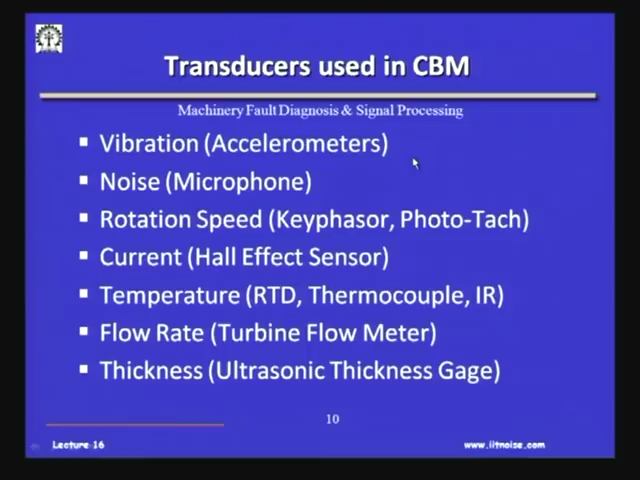 Transducers used in CBM
Machinery Fault Diagnosis & Signal Processing
▪ Vibration (Accelerometers)
▪ Noise (Microphone)
▪ Rotation Speed (Keyphasor, Photo-Tach)
▪ Current (Hall Effect Sensor)
▪ Temperature (RTD, Thermocouple, IR)
▪ Flow Rate (Turbine Flow Meter)
▪ Thickness (Ultrasonic Thickness Gage)
10
Lecture 16
www.iitnoise.com